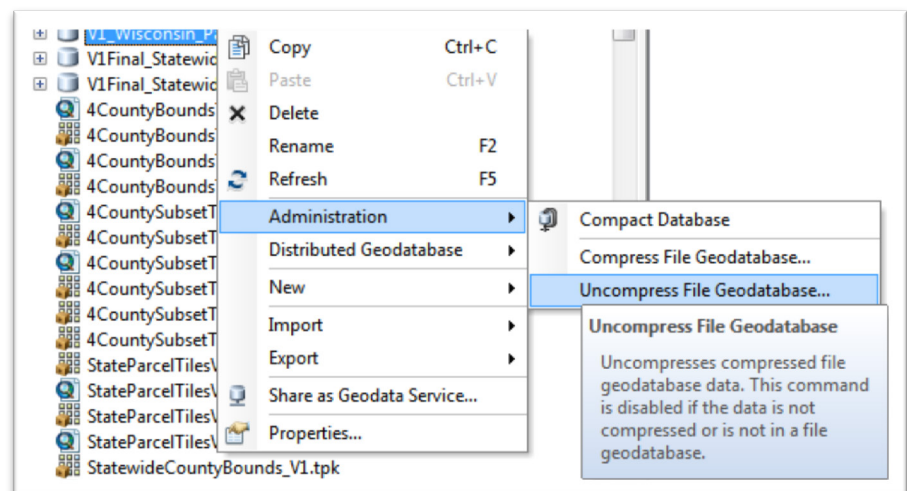 V1_Wisconsin_Pa
V1Final_Statewid
V1Final_Statewid
4CountyBounds
4CountyBounds
4CountyBounds
4CountyBounds
4CountySubsetT
4CountySubsetT
4CountySubsetT
4CountySubsetT
4CountySubsetT
4CountySubsetT
StateParcelTilesV
StateParcelTilesV
StateParcelTilesV
StateParcelTilesV
StatewideCountyBounds_V1.tpk
Copy Ctrl+C
Paste Ctrl+V
Delete
Rename F2
Refresh F5
Administration
Distributed Geodatabase
New
Import
Export
Share as Geodata Service...
Properties...
Compact Database
Compress File Geodatabase...
Uncompress File Geodatabase...
Uncompress File Geodatabase
Uncompresses compressed file
geodatabase data. This command
is disabled if the data is not
compressed or is not in a file
geodatabase.